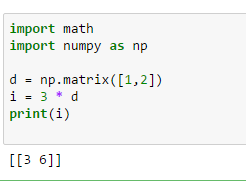 import math
import numpy as np
d = np.matrix([1,2])
i = 3 * d
print(i)
[[3 6]]